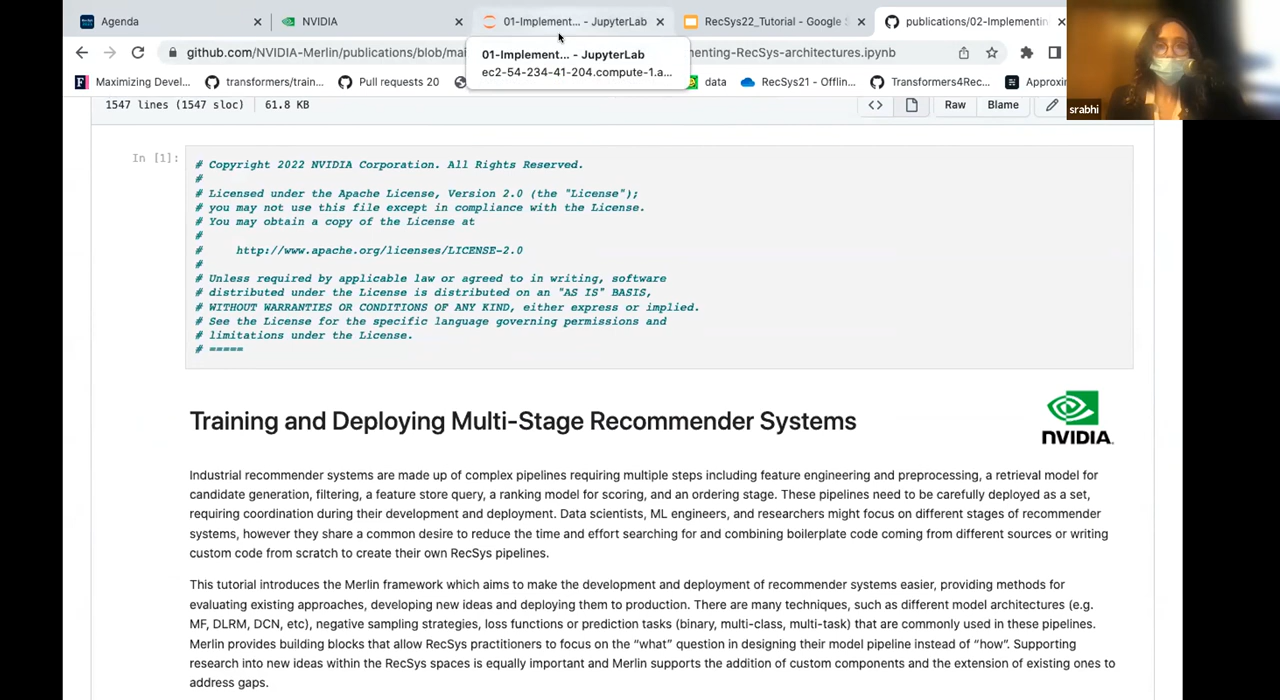 Agenda
NVIDIA
01-Implement... - JupyterLab
RecSys22_Tutorial - Google S
publications/02-Implementin
github.com/NVIDIA-Merlin/publications/blob/mai
nenting-RecSys-architectures.ipynb
01-Implement... - JupyterLab
ec2-54-234-41-204.compute-1.a...
Maximizing Devel...
transformers/train...
Pull requests 20
data
RecSys21 - Offlin...
Transformers4Rec...
Approxin
1547 lines (1547 sloc)
61.8 KB
<>
Raw
Blame
srabhi
In [1]:
# Copyright 2022 NVIDIA Corporation. All Rights Reserved.
#
# Licensed under the Apache License, Version 2.0 (the "License");
# you may not use this file except in compliance with the License.
# You may obtain a copy of the License at
#
# http://www.apache.org/licenses/LICENSE-2.0
#
# Unless required by applicable law or agreed to in writing, software
# distributed under the License is distributed on an "AS IS" BASIS,
# WITHOUT WARRANTIES OR CONDITIONS OF ANY KIND, either express or implied.
# See the License for the specific language governing permissions and
# limitations under the License.
# =====
Training and Deploying Multi-Stage Recommender Systems
NVIDIA.
Industrial recommender systems are made up of complex pipelines requiring multiple steps including feature engineering and preprocessing, a retrieval model for
candidate generation, filtering, a feature store query, a ranking model for scoring, and an ordering stage. These pipelines need to be carefully deployed as a set,
requiring coordination during their development and deployment. Data scientists, ML engineers, and researchers might focus on different stages of recommender
systems, however they share a common desire to reduce the time and effort searching for and combining boilerplate code coming from different sources or writing
custom code from scratch to create their own RecSys pipelines.
This tutorial introduces the Merlin framework which aims to make the development and deployment of recommender systems easier, providing methods for
evaluating existing approaches, developing new ideas and deploying them to production. There are many techniques, such as different model architectures (e.g.
MF, DLRM, DCN, etc), negative sampling strategies, loss functions or prediction tasks (binary, multi-class, multi-task) that are commonly used in these pipelines.
Merlin provides building blocks that allow RecSys practitioners to focus on the “what” question in designing their model pipeline instead of “how”. Supporting
research into new ideas within the RecSys spaces is equally important and Merlin supports the addition of custom components and the extension of existing ones to
address gaps.